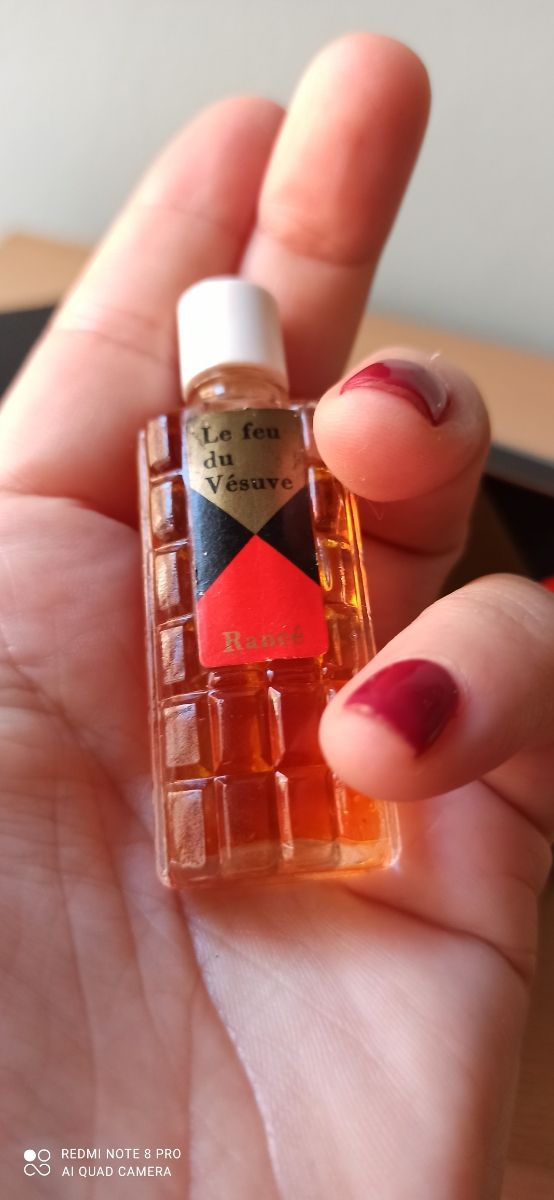 Le feu
du
Vésuve
Rancé
REDMI NOTE 8 PRO
AI QUAD CAMERA